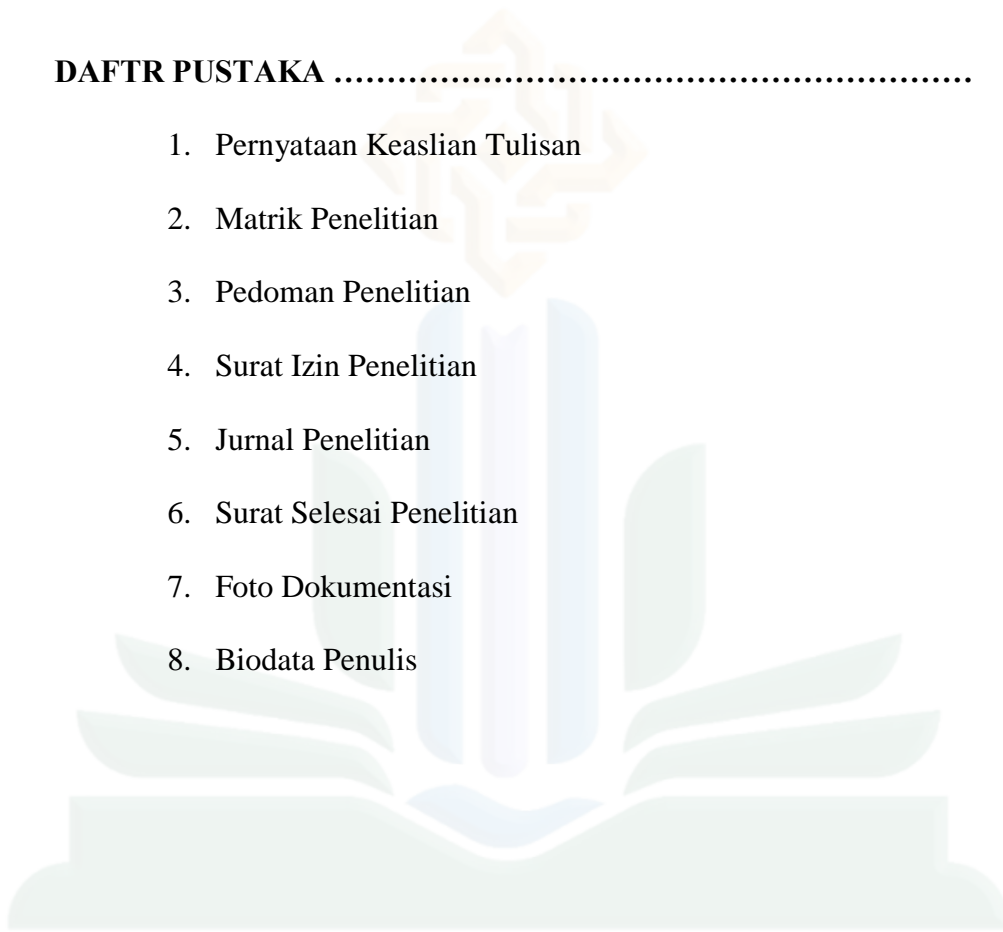 DAFTR PUSTAKA …………………………………………………
1. Pernyataan Keaslian Tulisan
2. Matrik Penelitian
3. Pedoman Penelitian
4. Surat Izin Penelitian
5. Jurnal Penelitian
6. Surat Selesai Penelitian
7. Foto Dokumentasi
8. Biodata Penulis